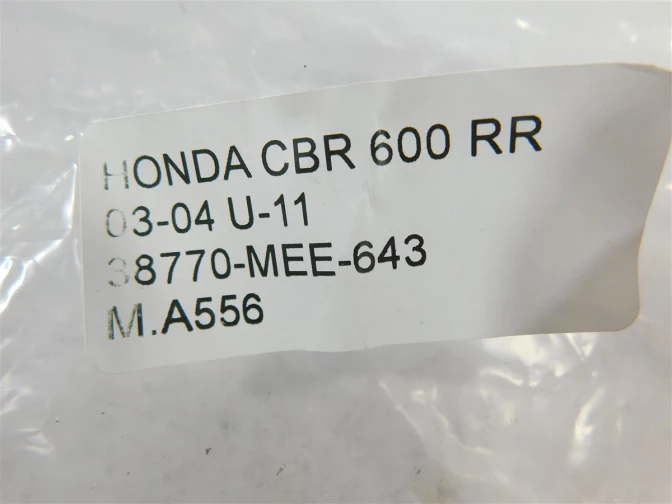 HONDA CBR 600 RR
03-04 U-11
38770-MEE-643
M.A556